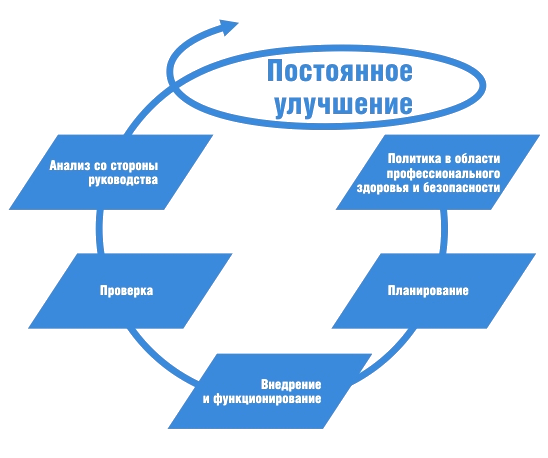 Постоянное
улучшение
Анализ со стороны
руководства
Политика в области
профессионального
здоровья и безопасности
Проверка
Планирование
Внедрение
и функционирование